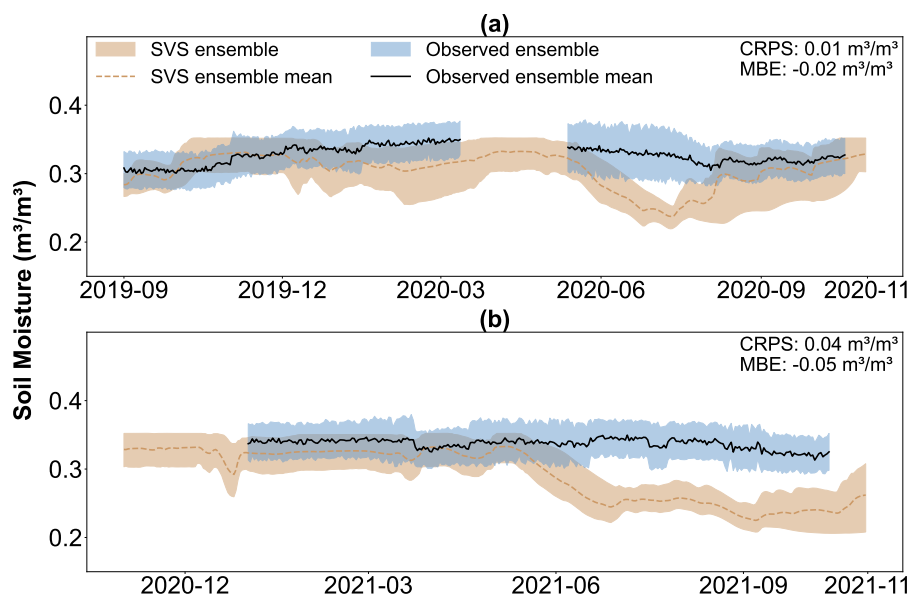 (a)
SVS ensemble
Observed ensemble
SVS ensemble mean
Observed ensemble mean
CRPS: 0.01 m³/m³
MBE: -0.02 m³/m³
0.4
0.3
0.2
2019-09
2019-12
2020-03
2020-06
2020-09
2020-11
Soil Moisture (m³/m³)
(b)
CRPS: 0.04 m³/m³
MBE: -0.05 m³/m³
0.4
0.3
0.2
2020-12
2021-03
2021-06
2021-09
2021-11